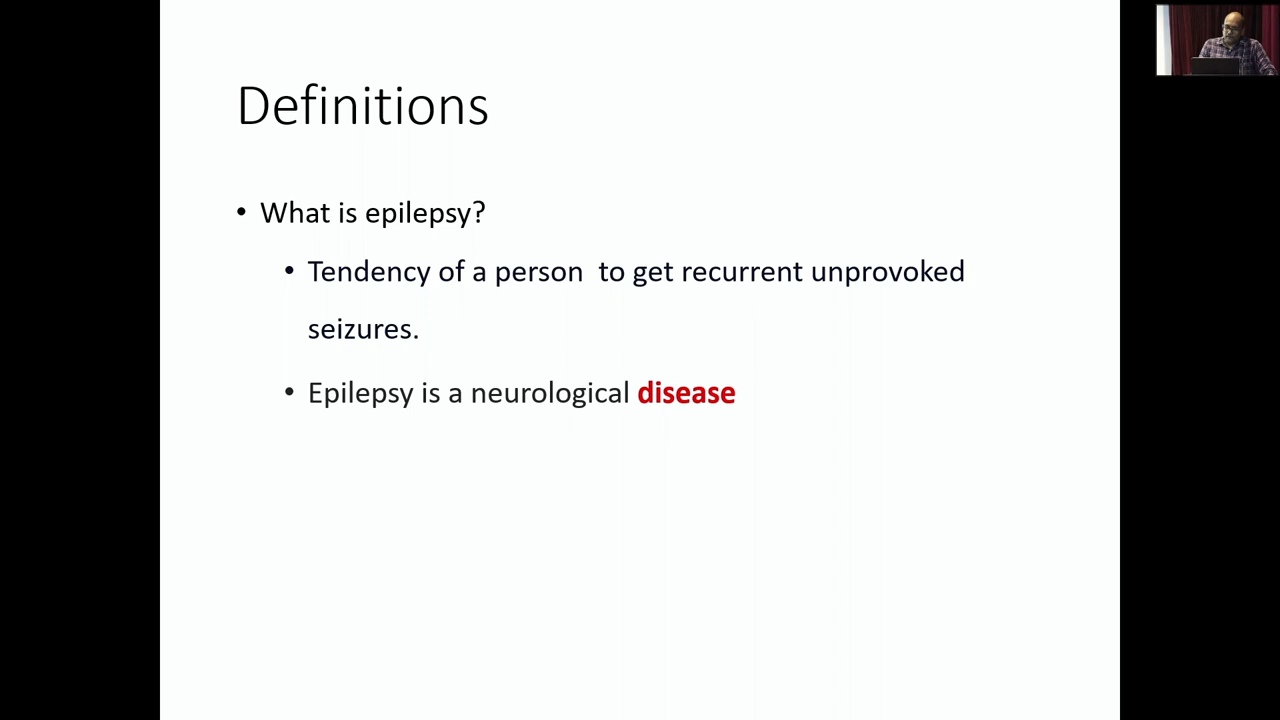 Definitions
• What is epilepsy?
• Tendency of a person  to get recurrent unprovoked
seizures.
• Epilepsy is a neurological disease